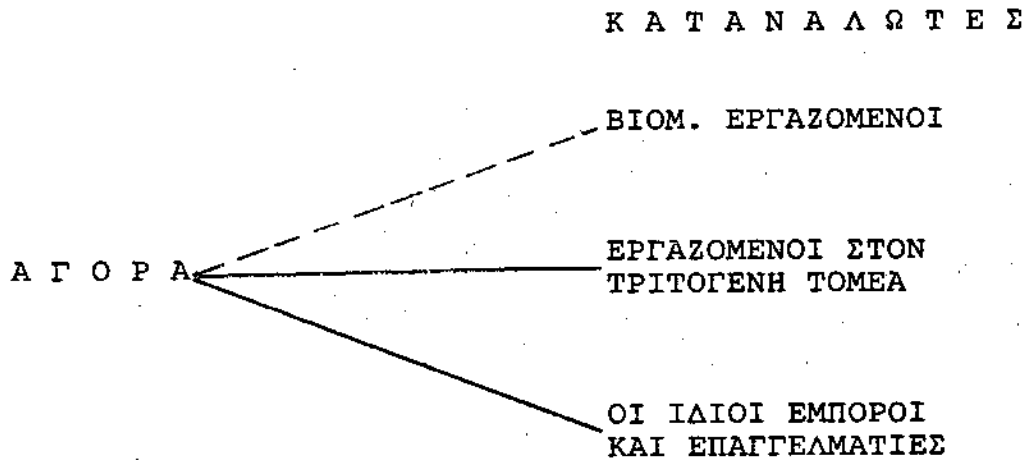 Κ Α Τ Α Ν Α Λ Ω Τ Ε Σ
ΒΙΟΜ. ΕΡΓΑΖΟΜΕΝΟΙ
Α Γ Ο Ρ Α
ΕΡΓΑΖΟΜΕΝΟΙ ΣΤΟΝ
ΤΡΙΤΟΓΕΝΗ ΤΟΜΕΑ
ΟΙ ΙΔΙΟΙ ΕΜΠΟΡΟΙ
ΚΑΙ ΕΠΑΓΓΕΛΜΑΤΙΕΣ